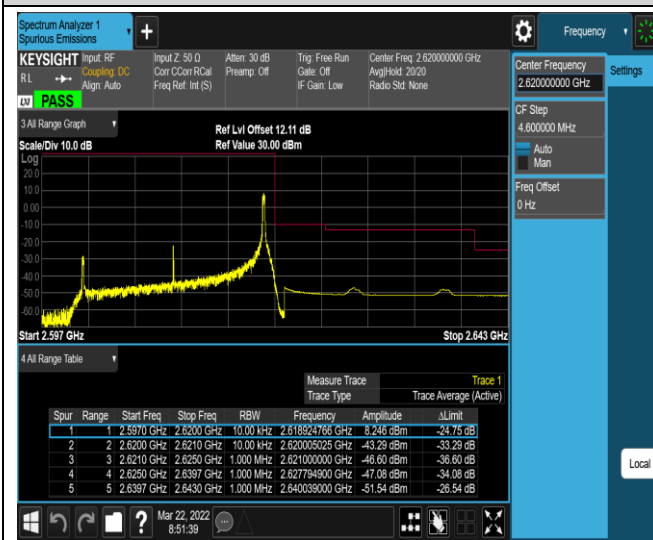 Spectrum Analyzer 1
Spurious Emissions
Frequency
KEYSIGHT Input: RF Input Z: 50 Ω Atten: 30 dB Trig: Free Run Center Freq: 2.620000000 GHz
RL Coupling: DC Corr CCorr RCal Preamp: Off Gate: Off Avg|Hold: 20/20
Align: Auto Freq Ref: Int (S) IF Gain: Low Radio Std: None
LXI PASS
Center Frequency
2.620000000 GHz
Settings
CF Step
4.600000 MHz
Auto
Man
Freq Offset
0 Hz
3 All Range Graph
Ref Lvl Offset 12.11 dB
Scale/Div 10.0 dB Ref Value 30.00 dBm
Log
20.0
10.0
0.00
-10.0
-20.0
-30.0
-40.0
-50.0
-60.0
Start 2.597 GHz Stop 2.643 GHz
4 All Range Table
Measure Trace Trace 1
Trace Type Trace Average (Active)
Spur Range Start Freq Stop Freq RBW Frequency Amplitude ΔLimit
1 1 2.5970 GHz 2.6200 GHz 10.00 kHz 2.618924766 GHz 8.246 dBm -24.75 dB
2 2 2.6200 GHz 2.6210 GHz 10.00 kHz 2.620005025 GHz -43.29 dBm -33.29 dB
3 3 2.6210 GHz 2.6250 GHz 1.000 MHz 2.621000000 GHz -46.60 dBm -36.60 dB
4 4 2.6250 GHz 2.6397 GHz 1.000 MHz 2.627794900 GHz -47.08 dBm -34.08 dB
5 5 2.6397 GHz 2.6430 GHz 1.000 MHz 2.640039000 GHz -51.54 dBm -26.54 dB
Local
Mar 22, 2022
8:51:39